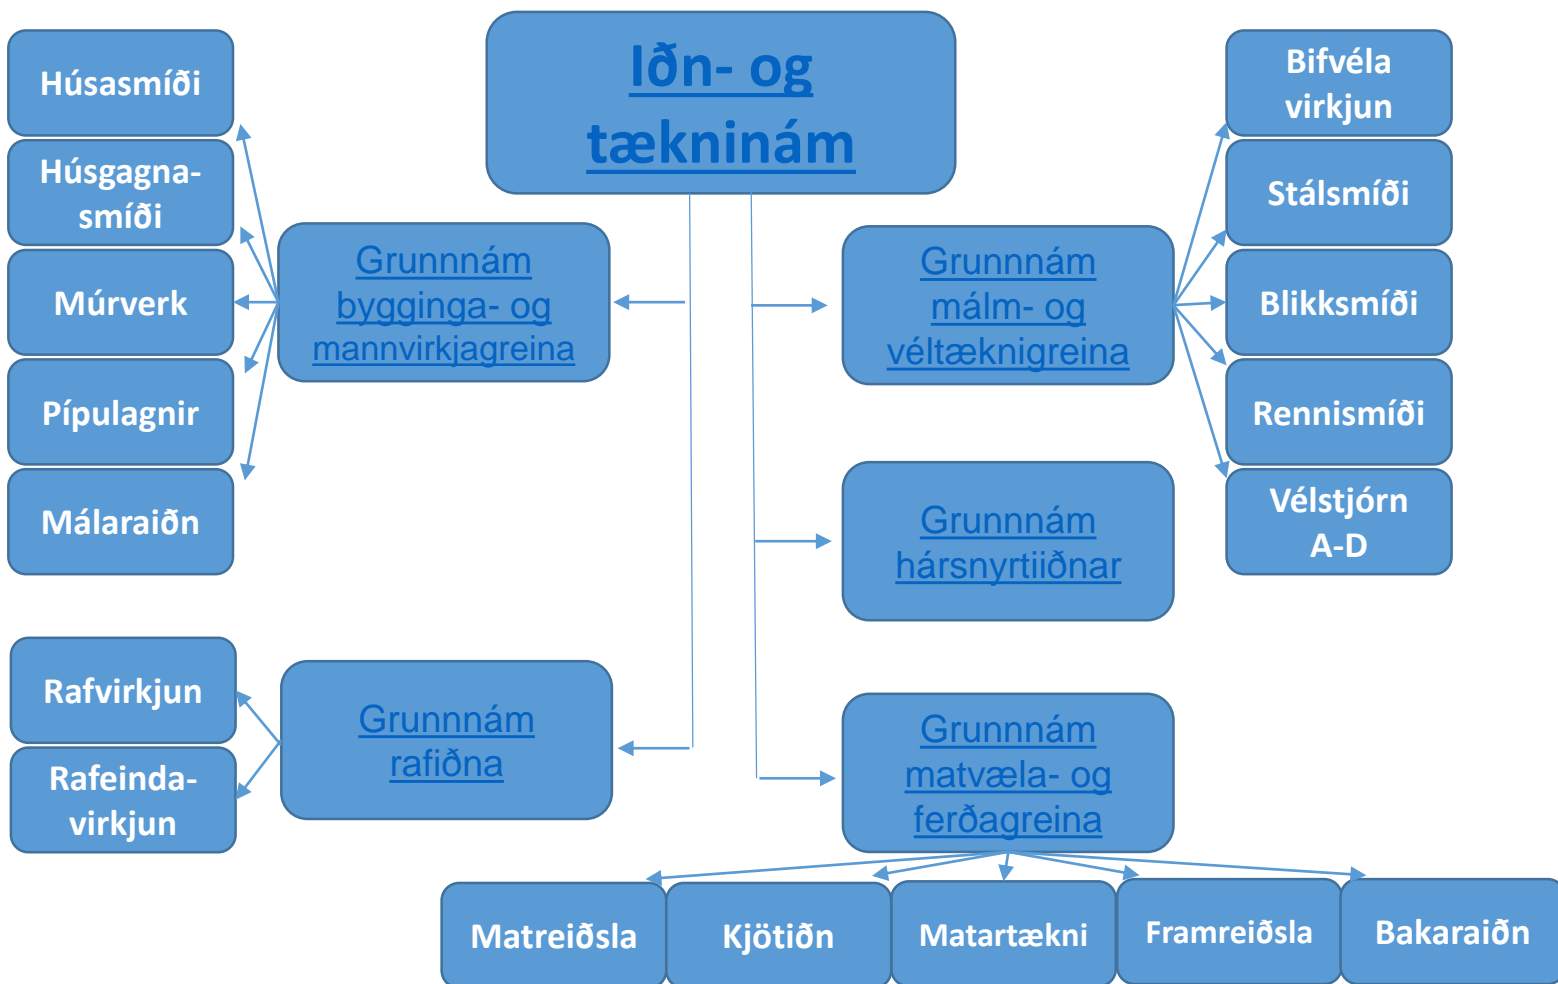 Iðn- og
tækninám
Húsasmíði
Húsgagna-
smíði
Múrverk
Pípulagnir
Málaraiðn
Grunnnám
bygginga- og
mannvirkjagreina
Grunnnám
málm- og
véltæknigreina
Bifvéla
virkjun
Stálsmíði
Blikksmíði
Rennismíði
Vélstjórn
A-D
Grunnnám
hársnyrtiiðnar
Rafvirkjun
Rafeinda-
virkjun
Grunnnám
rafiðna
Grunnnám
matvæla- og
ferðagreina
Matreiðsla
Kjötiðn
Matartækni
Framreiðsla
Bakaraiðn